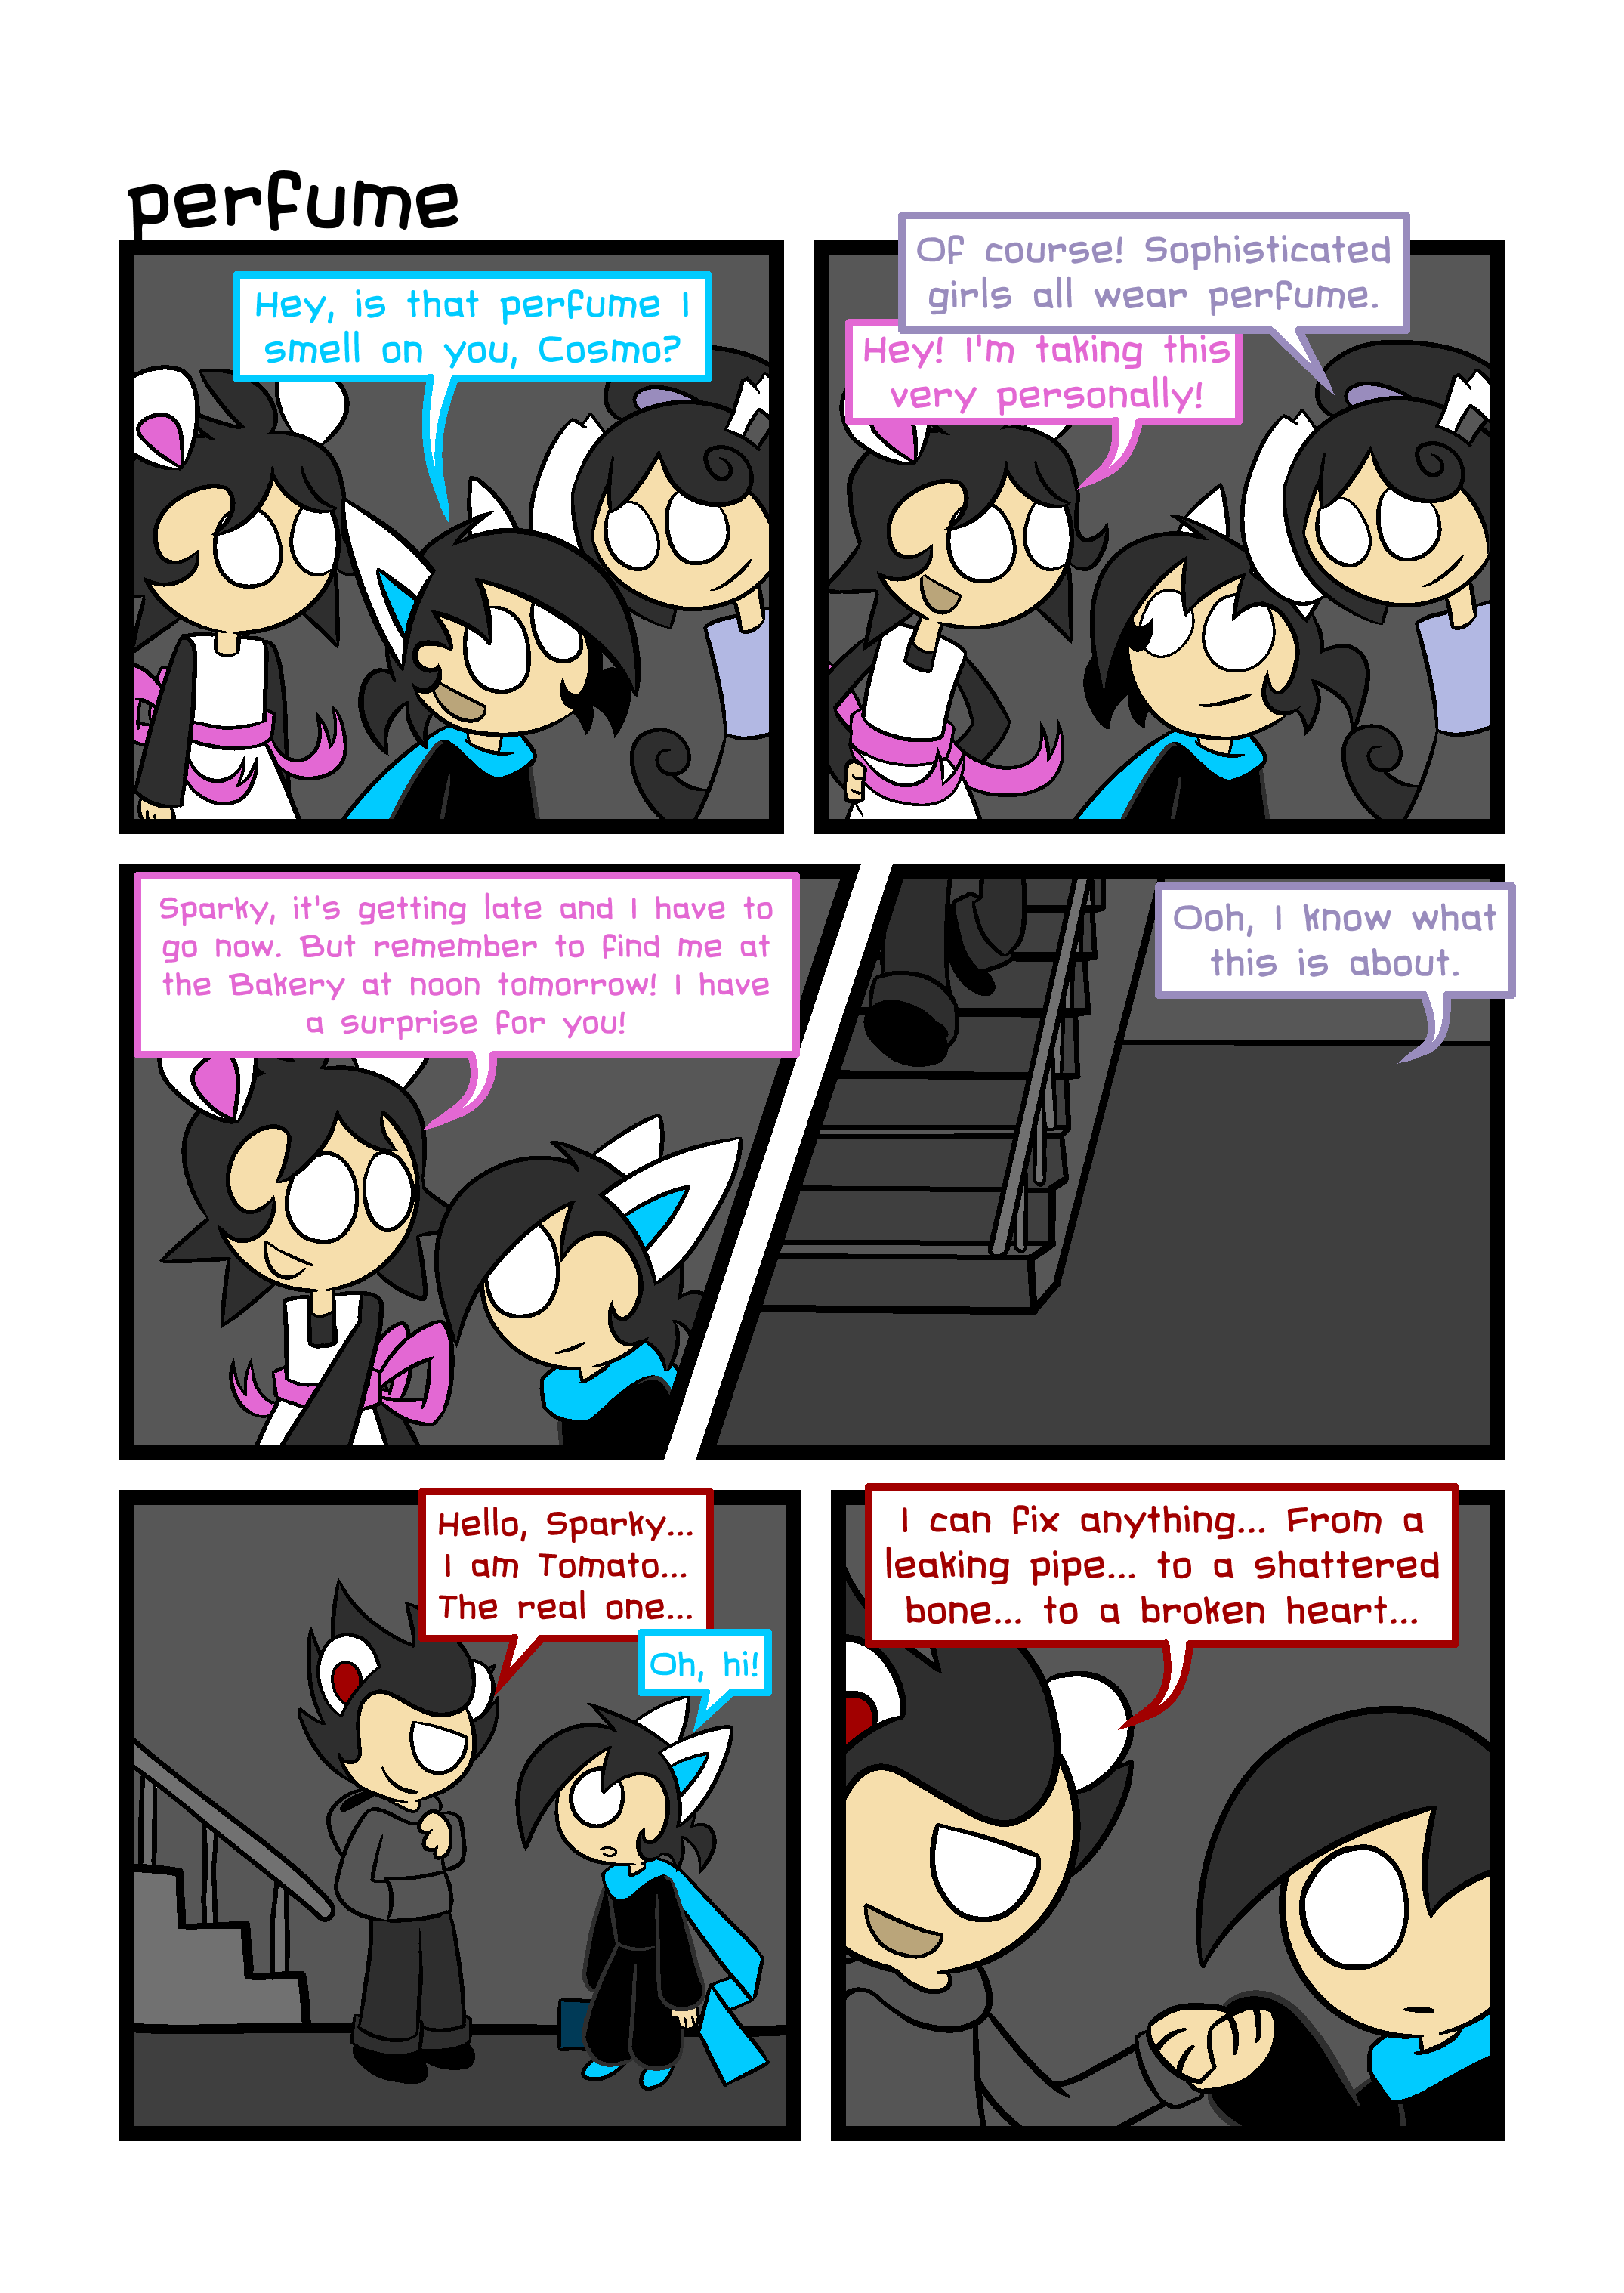 perfume
Hey, is that perfume I
smell on you, Cosmo?
Of course! Sophisticated
girls all wear perfume.
Hey! I'm taking this
very personally!
Sparky, it's getting late and I have to
go now. But remember to find me at
the Bakery at noon tomorrow! I have
a surprise for you!
Ooh, I know what
this is about.
Hello, Sparky...
I am Tomato...
The real one...
Oh, hi!
I can fix anything... From a
leaking pipe... to a shattered
bone... to a broken heart...